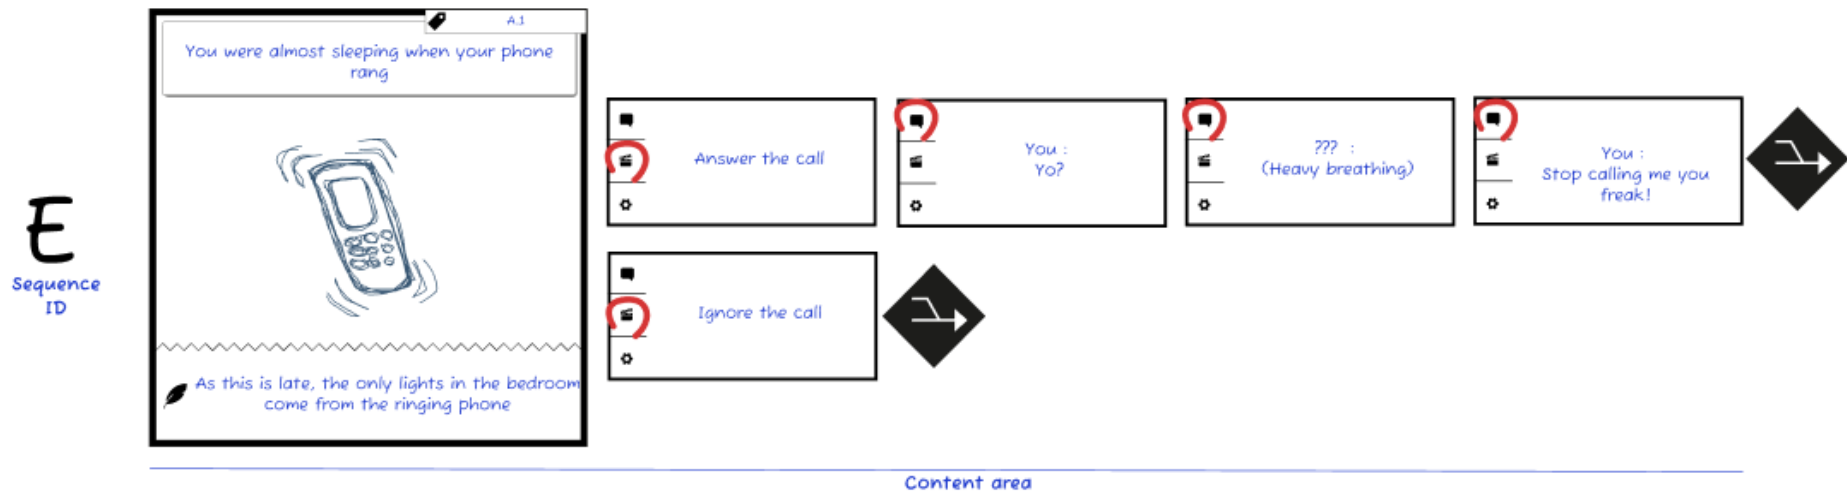 A.1
You were almost sleeping when your phone
rang
E
Sequence
ID
As this is late, the only lights in the bedroom
come from the ringing phone
Answer the call
You :
Yo?
??? :
(Heavy breathing)
You :
Stop calling me you
freak!
Ignore the call
Content area